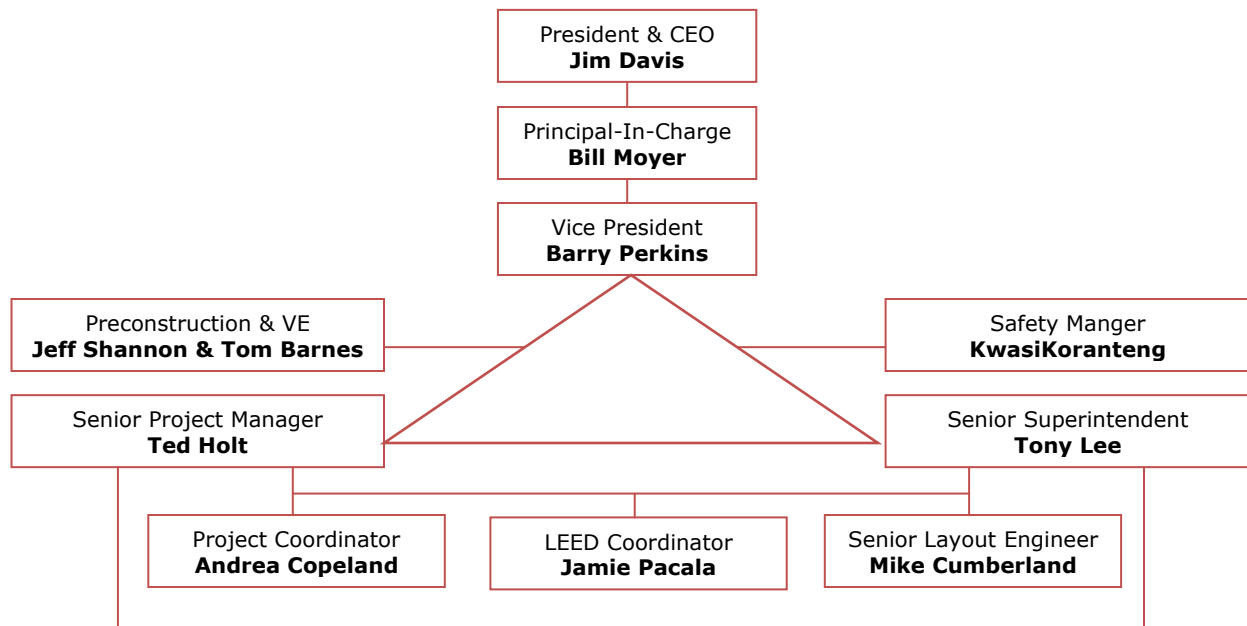 President & CEO
Jim Davis
Principal-In-Charge
Bill Moyer
Vice President
Barry Perkins
Preconstruction & VE
Jeff Shannon & Tom Barnes
Safety Manger
KwasiKoranteng
Senior Project Manager
Ted Holt
Senior Superintendent
Tony Lee
Project Coordinator
Andrea Copeland
LEED Coordinator
Jamie Pacala
Senior Layout Engineer
Mike Cumberland